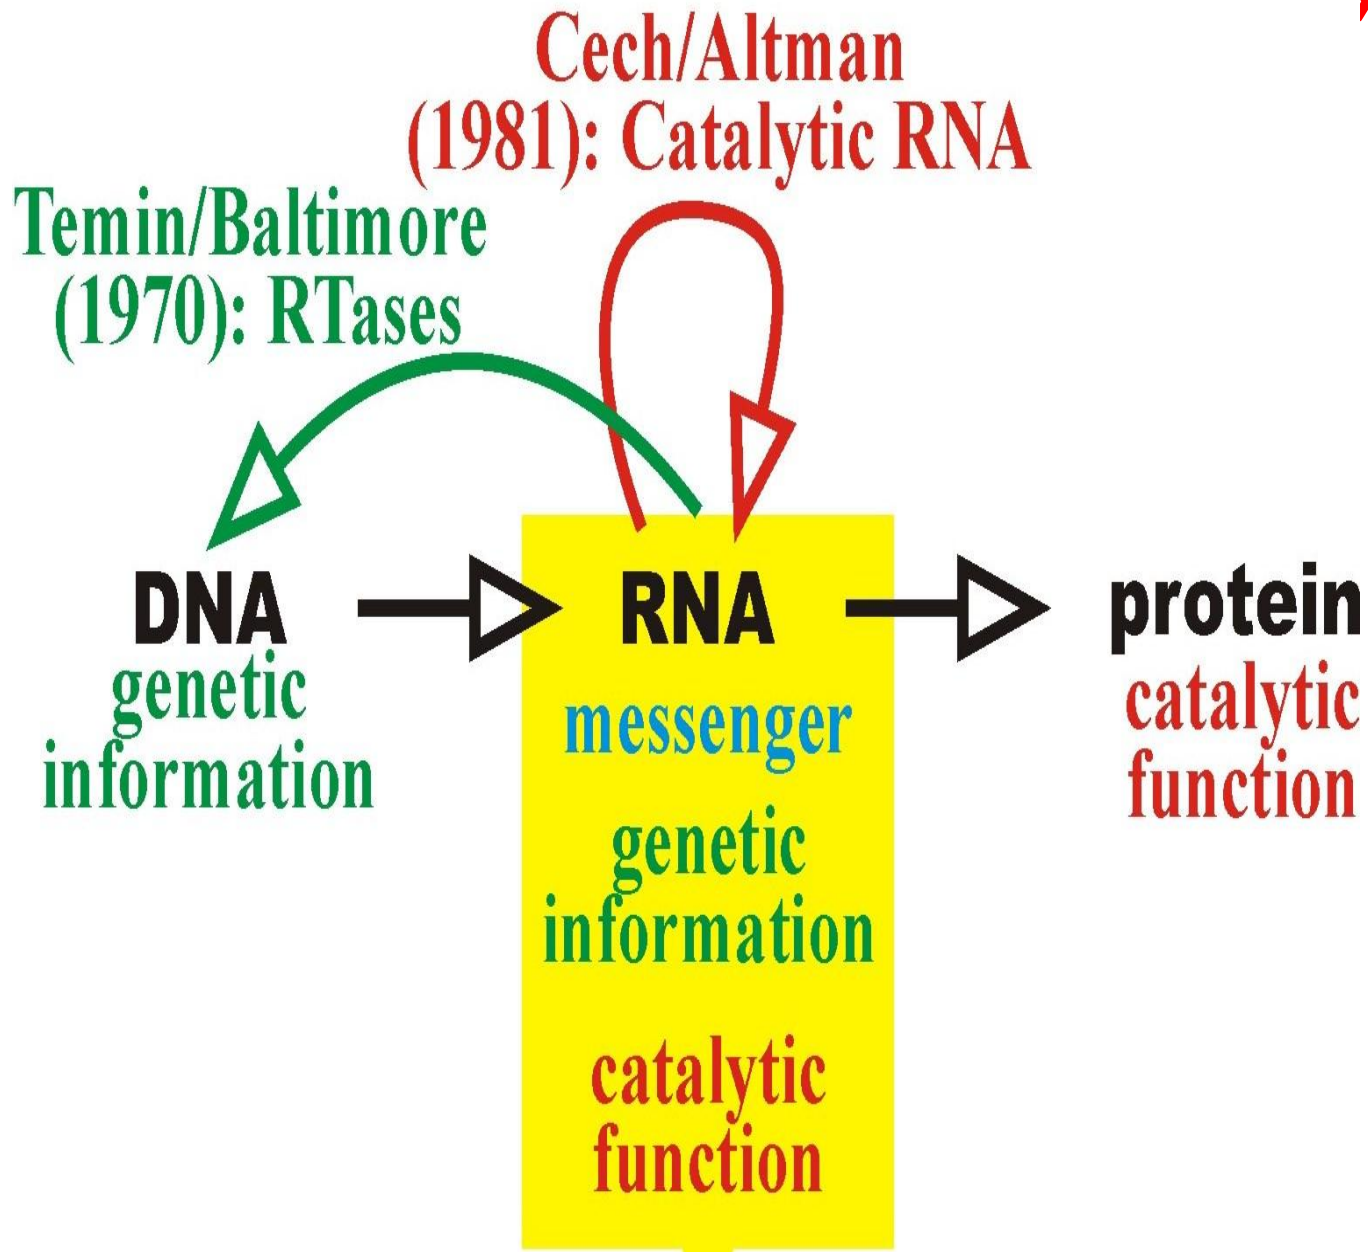 Cech/Altman
(1981): Catalytic RNA
Temin/Baltimore
(1970): RTases
DNA
genetic
information
RNA
messenger
genetic
information
catalytic
function
protein
catalytic
function